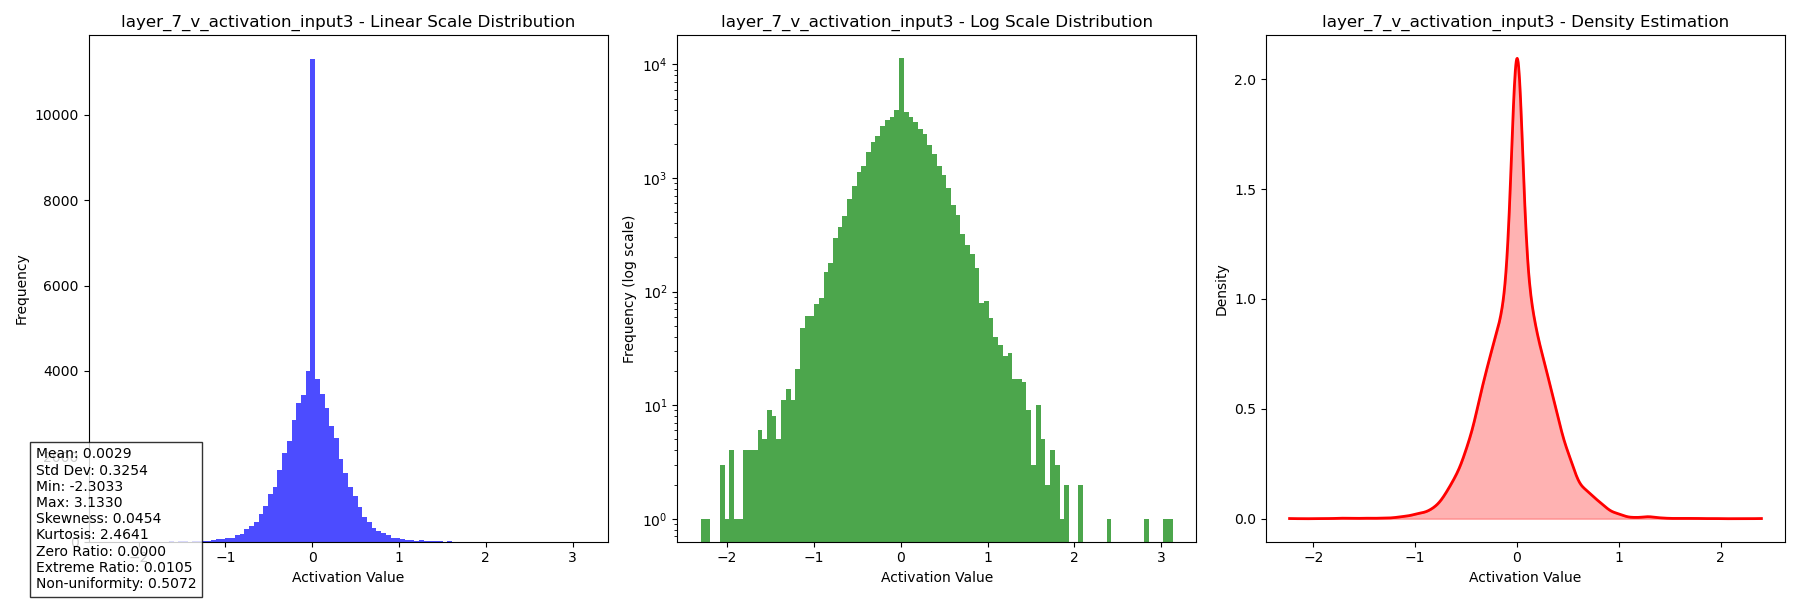 layer_7_v_activation_input3 - Linear Scale Distribution
Frequency
10000
8000
6000
4000
2000
0
−1
0
1
2
3
Activation Value
Mean: 0.0029
Std Dev: 0.3254
Min: -2.3033
Max: 3.1330
Skewness: 0.0454
Kurtosis: 2.4641
Zero Ratio: 0.0000
Extreme Ratio: 0.0105
Non-uniformity: 0.5072
layer_7_v_activation_input3 - Log Scale Distribution
Frequency (log scale)
10⁴
10³
10²
10¹
10⁰
−2
−1
0
1
2
3
Activation Value
layer_7_v_activation_input3 - Density Estimation
Density
2.0
1.5
1.0
0.5
0.0
−2
−1
0
1
2
Activation Value